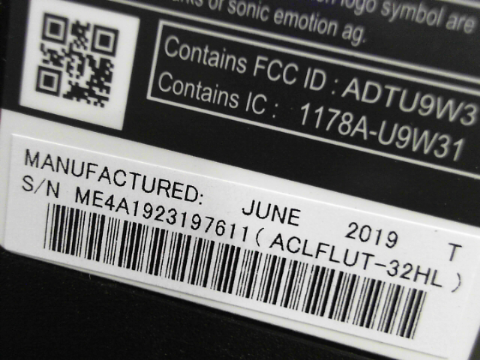 logo symbol are
rks of sonic emotion ag.
Contains FCC ID : ADTU9W3
Contains IC : 1178A-U9W31
MANUFACTURED: JUNE 2019 T
S/N ME4A1923197611 ( ACLFLUT-32HL )